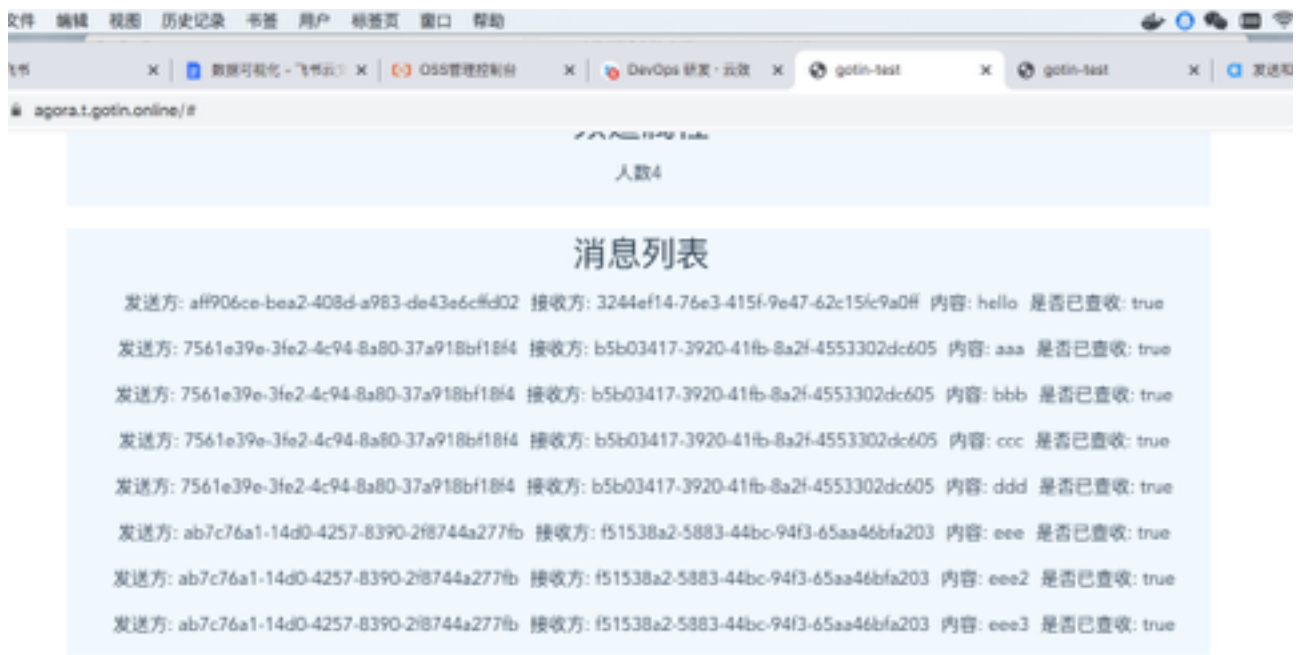 文件 编辑 视图 历史记录 书签 用户 标签页 窗口 帮助
飞书 数据可视化 - 飞书云 OSS管理控制台 DevOps 研发 · 云效 gotin-test gotin-test 发送和
agora.t.gotin.online/#
频道属性
人数4
消息列表
发送方: aff906ce-bea2-408d-a983-de43e6cffd02 接收方: 3244ef14-76e3-415f-9e47-62c15fc9a0ff 内容: hello 是否已查收: true
发送方: 7561e39e-3fe2-4c94-8a80-37a918bf18f4 接收方: b5b03417-3920-41fb-8a2f-4553302dc605 内容: aaa 是否已查收: true
发送方: 7561e39e-3fe2-4c94-8a80-37a918bf18f4 接收方: b5b03417-3920-41fb-8a2f-4553302dc605 内容: bbb 是否已查收: true
发送方: 7561e39e-3fe2-4c94-8a80-37a918bf18f4 接收方: b5b03417-3920-41fb-8a2f-4553302dc605 内容: ccc 是否已查收: true
发送方: 7561e39e-3fe2-4c94-8a80-37a918bf18f4 接收方: b5b03417-3920-41fb-8a2f-4553302dc605 内容: ddd 是否已查收: true
发送方: ab7c76a1-14d0-4257-8390-2f8744a277fb 接收方: f51538a2-5883-44bc-94f3-65aa46bfa203 内容: eee 是否已查收: true
发送方: ab7c76a1-14d0-4257-8390-2f8744a277fb 接收方: f51538a2-5883-44bc-94f3-65aa46bfa203 内容: eee2 是否已查收: true
发送方: ab7c76a1-14d0-4257-8390-2f8744a277fb 接收方: f51538a2-5883-44bc-94f3-65aa46bfa203 内容: eee3 是否已查收: true